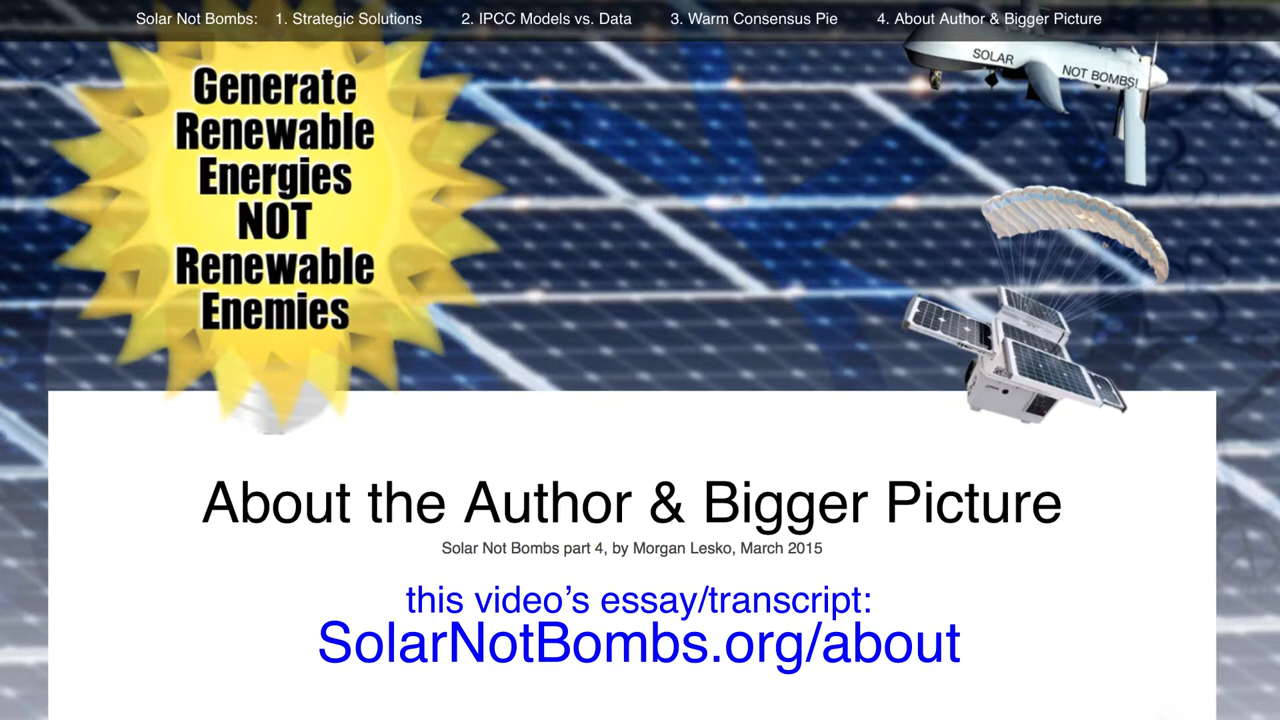 Solar Not Bombs: 1. Strategic Solutions 2. IPCC Models vs. Data 3. Warm Consensus Pie 4. About Author & Bigger Picture
SOLAR NOT BOMBS!
Generate
Renewable
Energies
NOT
Renewable
Enemies
About the Author & Bigger Picture
Solar Not Bombs part 4, by Morgan Lesko, March 2015
this video's essay/transcript:
SolarNotBombs.org/about